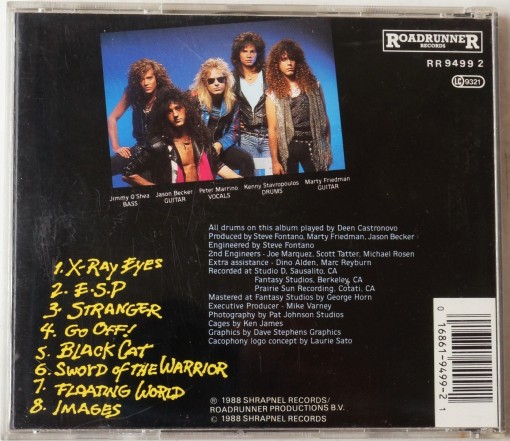 ROADRUNNER
RECORDS
RR 9499 2
LC 9321
Jimmy O'Shea
BASS
Jason Becker
GUITAR
Peter Marrino
VOCALS
Kenny Stavropoulos
DRUMS
Marty Friedman
GUITAR
All drums on this album played by Deen Castronovo
Produced by Steve Fontano, Marty Friedman, Jason Becker
Engineered by Steve Fontano
2nd Engineers - Joe Marquez, Scott Tatter, Michael Rosen
Extra assistance - Dino Alden, Marc Reyburn
Recorded at Studio D, Sausalito, CA
Fantasy Studios, Berkeley, CA
Prairie Sun Recording. Cotati. CA
Mastered at Fantasy Studios by George Horn
Executive Producer - Mike Varney
Photography by Pat Johnson Studios
Cages by Ken James
Graphics by Dave Stephens Graphics
Cacophony logo concept by Laurie Sato
1. X-RAY EYES
2. E.S.P
3. STRANGER
4. GO OFF!
5. BLACK CAT
6. SWORD OF THE WARRIOR
7. FLOATING WORLD
8. IMAGES
℗ 1988 SHRAPNEL RECORDS/
ROADRUNNER PRODUCTIONS B.V.
© 1988 SHRAPNEL RECORDS
0 16861-9499-2 1